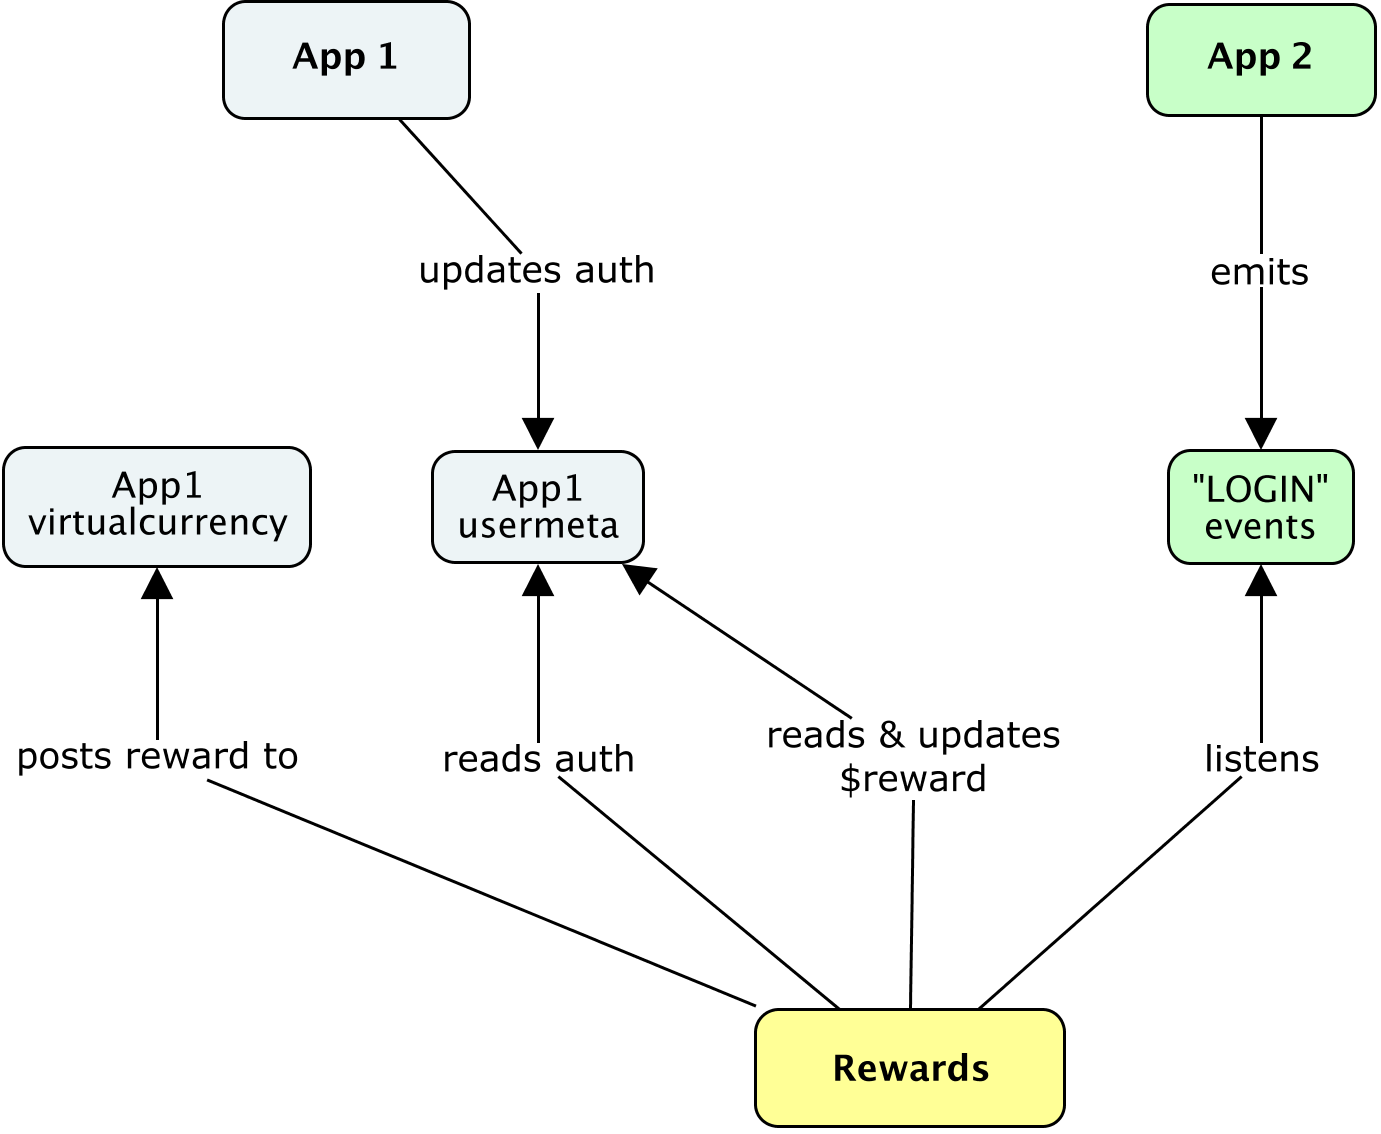 App 1
App 2
updates auth
emits
App1
virtualcurrency
App1
usermeta
"LOGIN"
events
posts reward to
reads auth
reads & updates
$reward
listens
Rewards